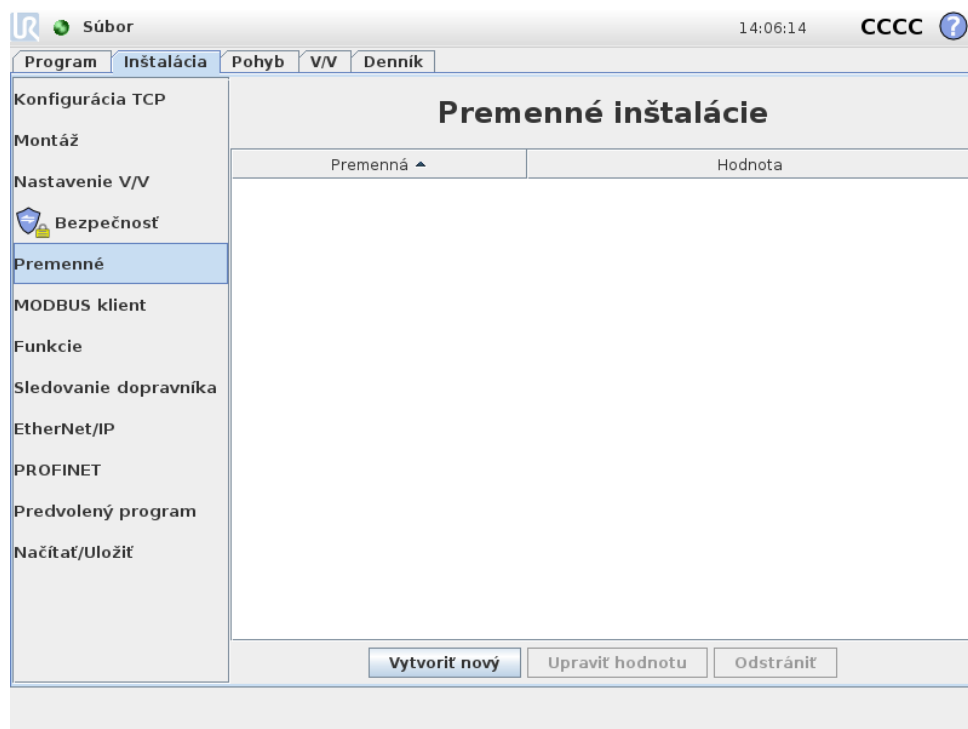 UR Súbor 14:06:14 CCCC ?
Program Inštalácia Pohyb V/V Denník
Konfigurácia TCP
Montáž
Nastavenie V/V
Bezpečnosť
Premenné
MODBUS klient
Funkcie
Sledovanie dopravníka
EtherNet/IP
PROFINET
Predvolený program
Načítať/Uložiť
Premenné inštalácie
Premenná Hodnota
Vytvoriť nový Upraviť hodnotu Odstrániť